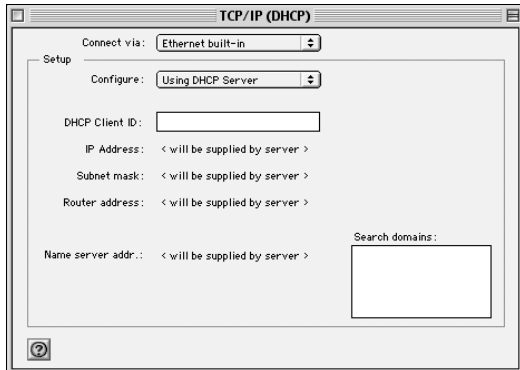 TCP/IP (DHCP)
Connect via: Ethernet built-in
Setup
Configure: Using DHCP Server
DHCP Client ID:
IP Address: < will be supplied by server >
Subnet mask: < will be supplied by server >
Router address: < will be supplied by server >
Search domains:
Name server addr.: < will be supplied by server >
?